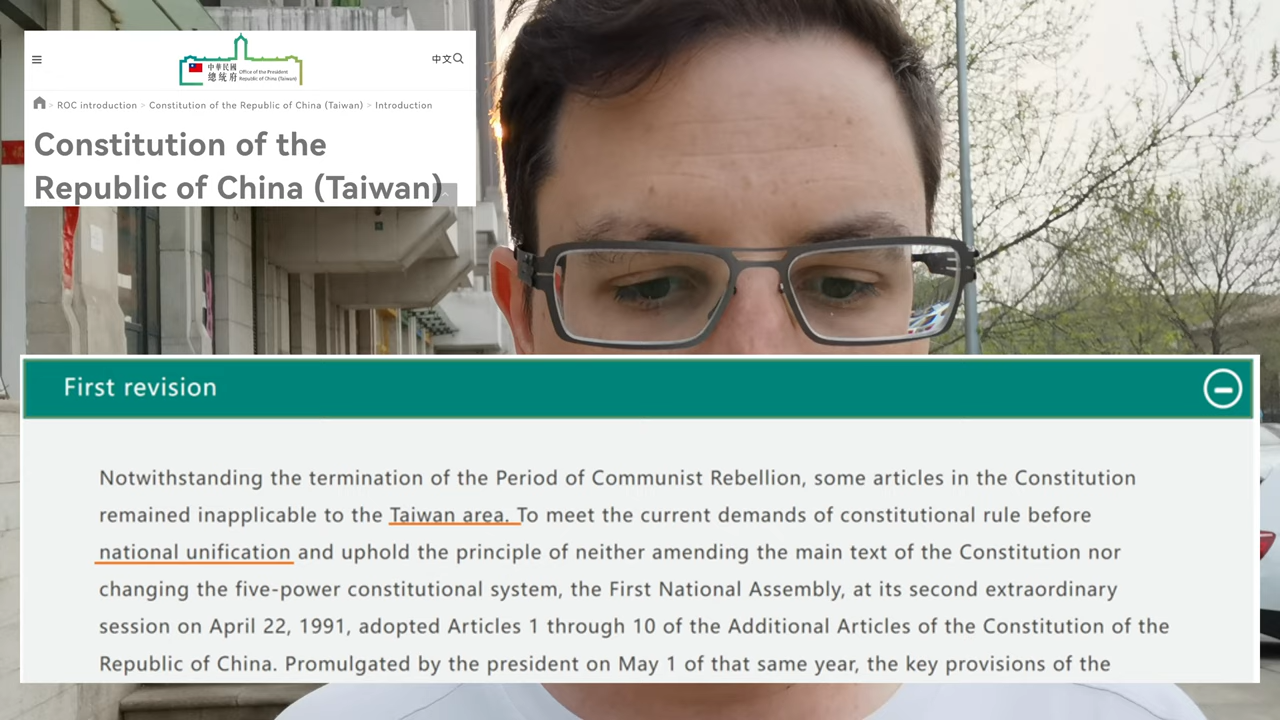 中文
中華民國
總統府
Office of the President
Republic of China (Taiwan)
> ROC introduction > Constitution of the Republic of China (Taiwan) > Introduction
Constitution of the
Republic of China (Taiwan)
First revision
Notwithstanding the termination of the Period of Communist Rebellion, some articles in the Constitution
remained inapplicable to the Taiwan area. To meet the current demands of constitutional rule before
national unification and uphold the principle of neither amending the main text of the Constitution nor
changing the five-power constitutional system, the First National Assembly, at its second extraordinary
session on April 22, 1991, adopted Articles 1 through 10 of the Additional Articles of the Constitution of the
Republic of China. Promulgated by the president on May 1 of that same year, the key provisions of the